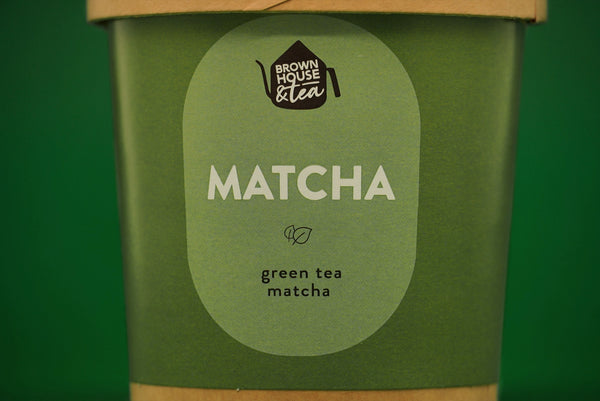 BROWN
HOUSE
&tea
MATCHA
green tea
matcha